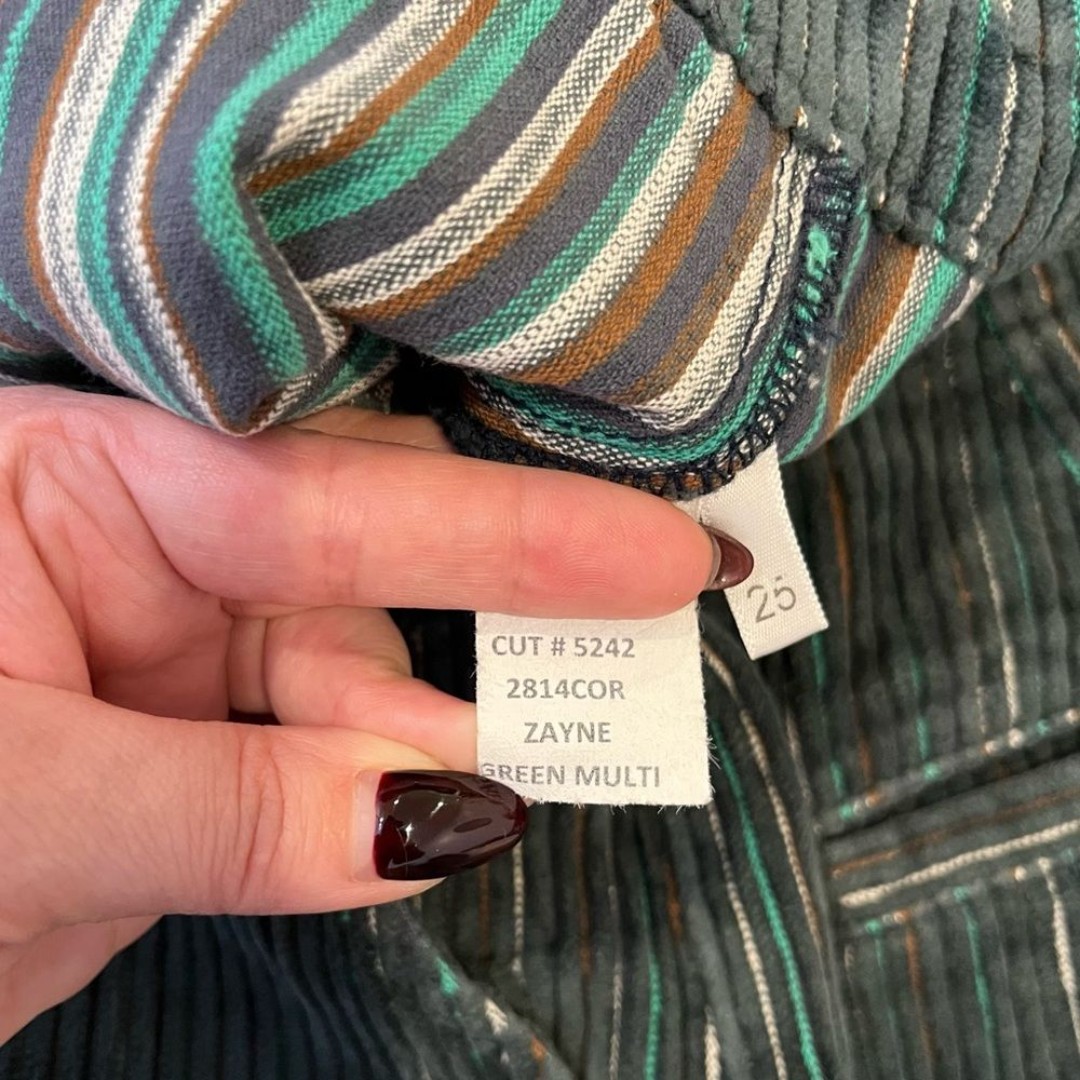 25
CUT # 5242
2814COR
ZAYNE
GREEN MULTI